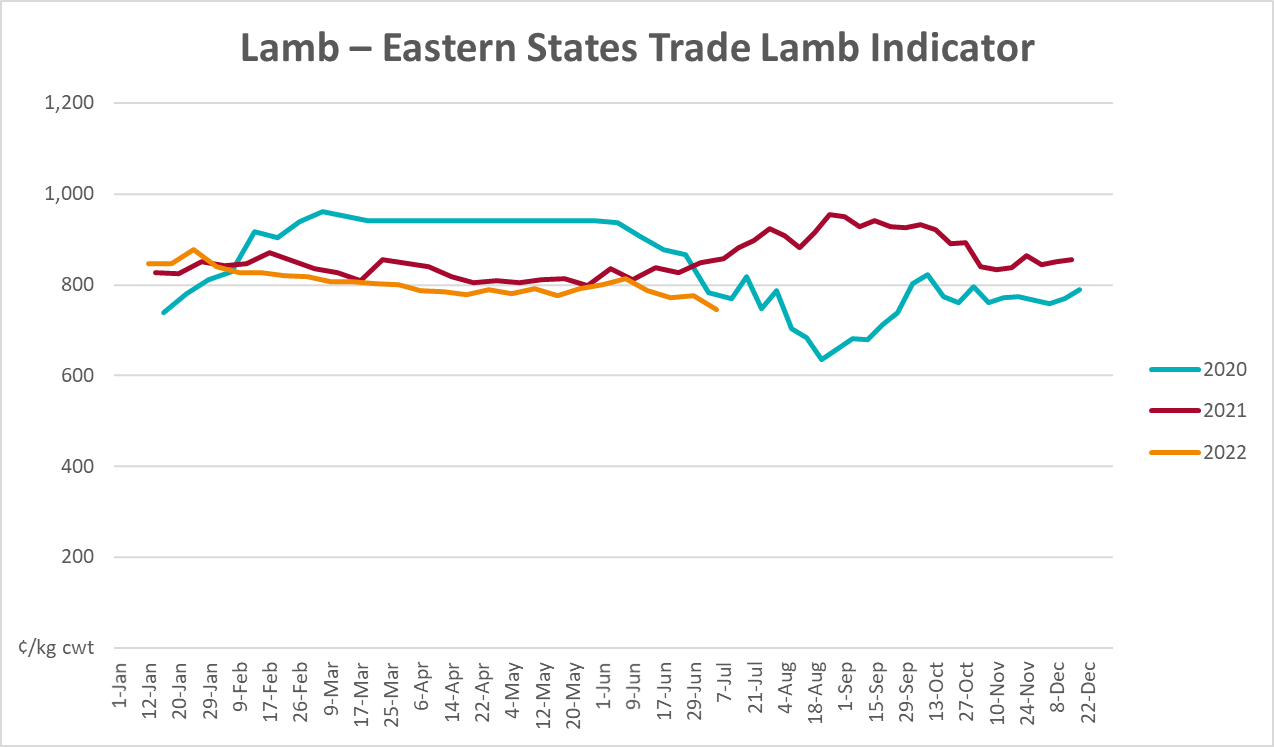 Lamb – Eastern States Trade Lamb Indicator
1,200
1,000
800
600
400
200
¢/kg cwt
1-Jan
12-Jan
20-Jan
29-Jan
9-Feb
17-Feb
26-Feb
9-Mar
17-Mar
25-Mar
6-Apr
14-Apr
22-Apr
4-May
12-May
20-May
1-Jun
9-Jun
17-Jun
29-Jun
7-Jul
21-Jul
4-Aug
18-Aug
1-Sep
15-Sep
29-Sep
13-Oct
27-Oct
10-Nov
24-Nov
8-Dec
22-Dec
2020
2021
2022